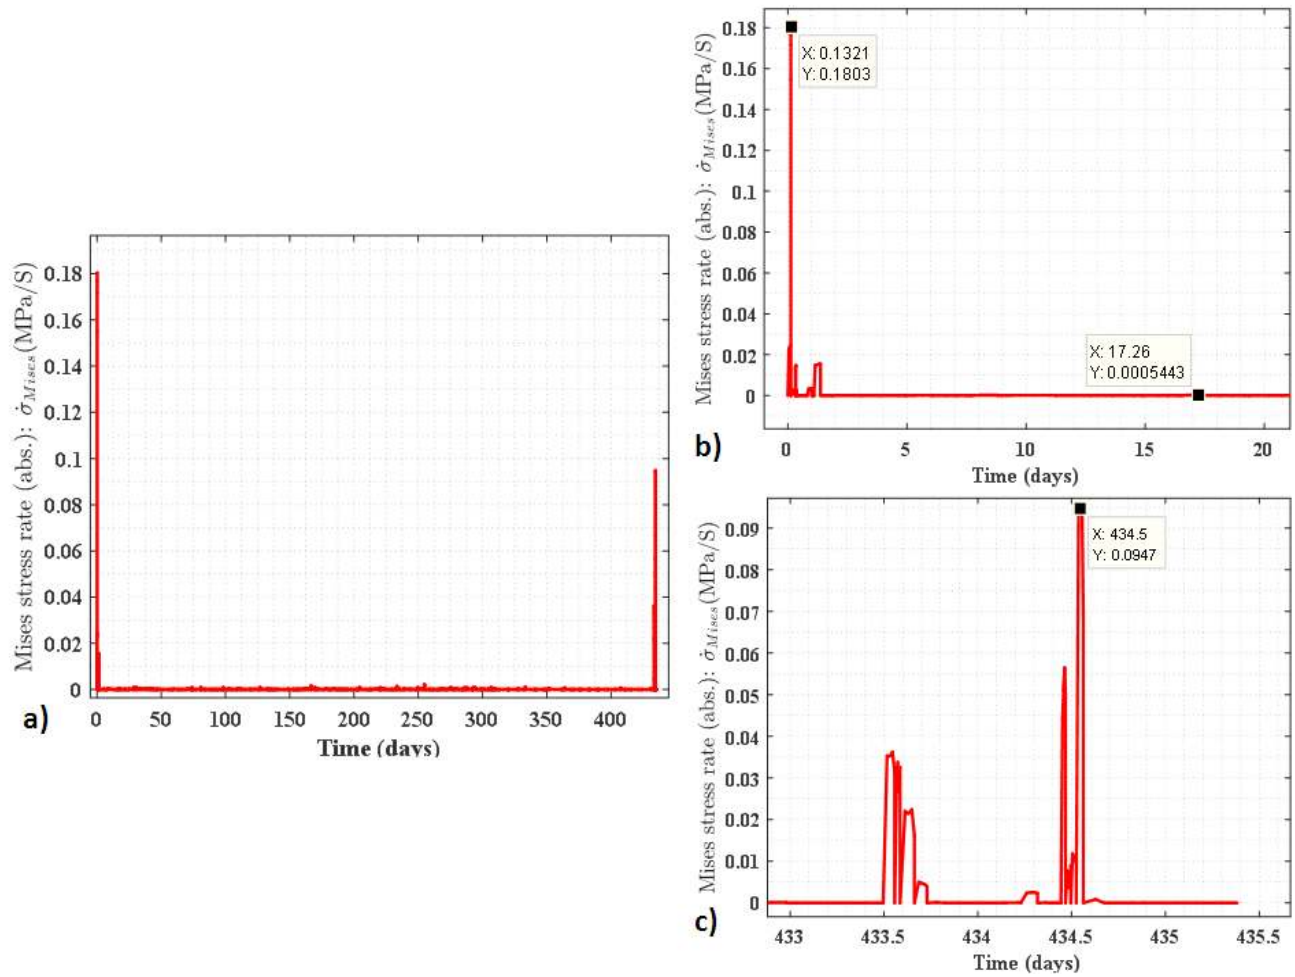 Mises stress rate (abs.): σ̇Mises(MPa/S)
0.18
0.16
0.14
0.12
0.1
0.08
0.06
0.04
0.02
0
0 50 100 150 200 250 300 350 400
Time (days)
a)
Mises stress rate (abs.): σ̇Mises(MPa/S)
0.18
0.16
0.14
0.12
0.1
0.08
0.06
0.04
0.02
0
X: 0.1321
Y: 0.1803
X: 17.26
Y: 0.0005443
0 5 10 15 20
Time (days)
b)
Mises stress rate (abs.): σ̇Mises(MPa/S)
0.09
0.08
0.07
0.06
0.05
0.04
0.03
0.02
0.01
0
X: 434.5
Y: 0.0947
433 433.5 434 434.5 435 435.5
Time (days)
c)